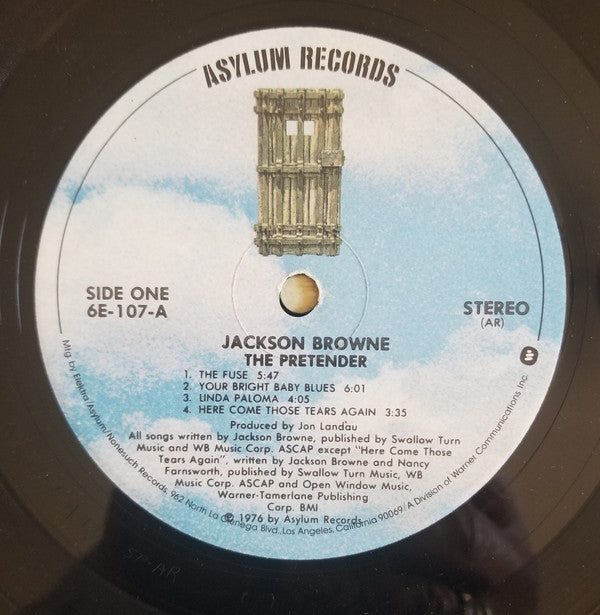 ASYLUM RECORDS
SIDE ONE
6E-107-A
STEREO
(AR)
JACKSON BROWNE
THE PRETENDER
1. THE FUSE 5:47
2. YOUR BRIGHT BABY BLUES 6:01
3. LINDA PALOMA 4:05
4. HERE COME THOSE TEARS AGAIN 3:35
Produced by Jon Landau
All songs written by Jackson Browne, published by Swallow Turn
Music and WB Music Corp. ASCAP except "Here Come Those
Tears Again", written by Jackson Browne and Nancy
Farnsworth, published by Swallow Turn Music, WB
Music Corp. ASCAP and Open Window Music,
Warner-Tamerlane Publishing
Corp. BMI
℗ 1976 by Asylum Records
Mfg by Elektra/Asylum/Nonesuch Records, 962 North La Cienega Blvd., Los Angeles, California 90069/A Division of Warner Communications Inc.